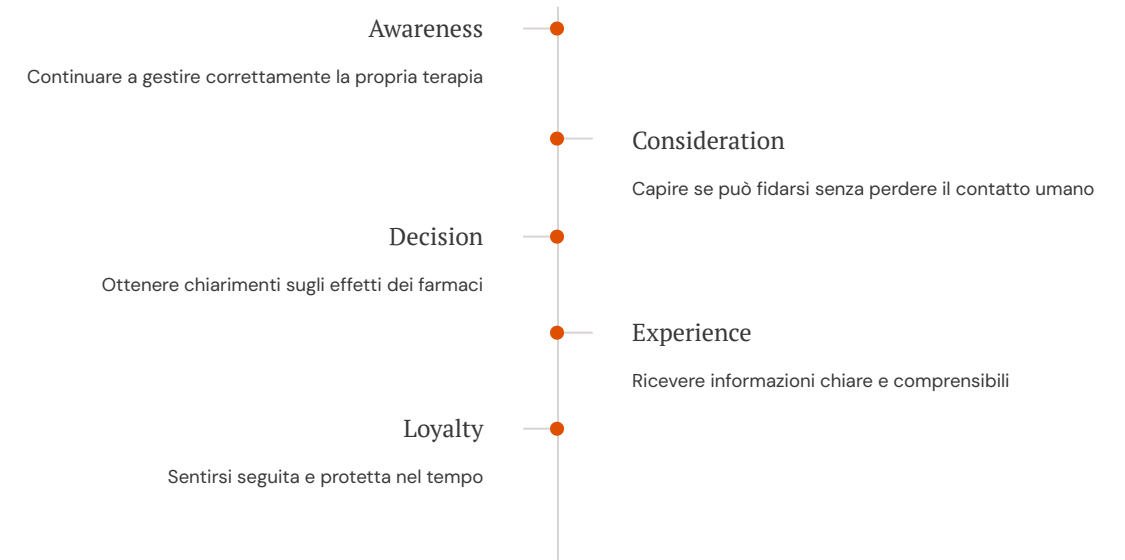 Awareness
Continuare a gestire correttamente la propria terapia
Consideration
Capire se può fidarsi senza perdere il contatto umano
Decision
Ottenere chiarimenti sugli effetti dei farmaci
Experience
Ricevere informazioni chiare e comprensibili
Loyalty
Sentirsi seguita e protetta nel tempo